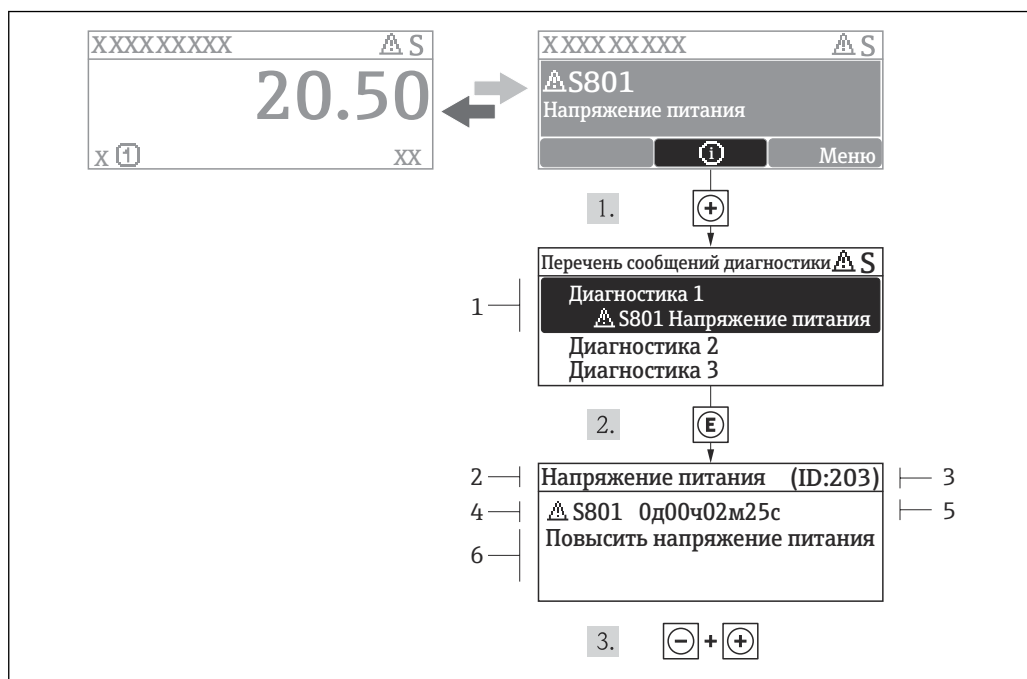 XXXXXXXXX ⚠S
20.50
x ① xx
XXXXXXXXX ⚠S
⚠S801
Напряжение питания
ⓘ Меню
1. +
Перечень сообщений диагностики ⚠ S
1
Диагностика 1
⚠ S801 Напряжение питания
Диагностика 2
Диагностика 3
2. E
2 Напряжение питания (ID:203) 3
4 ⚠ S801 0д00ч02м25с 5
6 Повысить напряжение питания
3. − + +